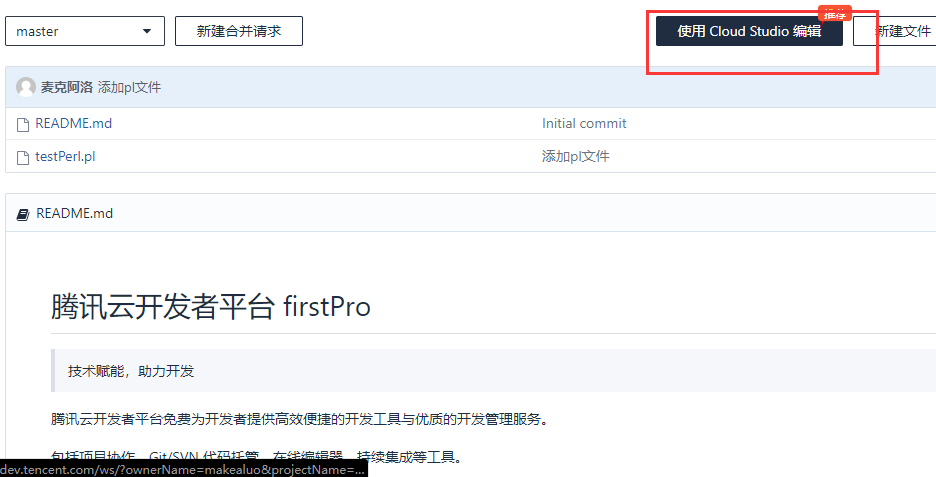 推荐
master 新建合并请求 使用 Cloud Studio 编辑 新建文件
麦克阿洛 添加pl文件
README.md Initial commit
testPerl.pl 添加pl文件
README.md
腾讯云开发者平台 firstPro
技术赋能，助力开发
腾讯云开发者平台免费为开发者提供高效便捷的开发工具与优质的开发管理服务。
包括项目协作、Git/SVN 代码托管、在线编辑器、持续集成等工具。
dev.tencent.com/ws/?ownerName=makealuo&projectName=...